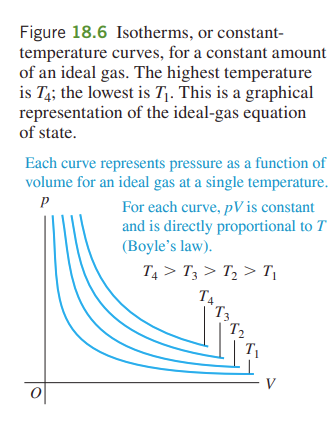 Figure 18.6 Isotherms, or constant-
temperature curves, for a constant amount
of an ideal gas. The highest temperature
is T₄; the lowest is T₁. This is a graphical
representation of the ideal-gas equation
of state.
Each curve represents pressure as a function of
volume for an ideal gas at a single temperature.
p
For each curve, pV is constant
and is directly proportional to T
(Boyle’s law).
T₄ > T₃ > T₂ > T₁
T₄
T₃
T₂
T₁
V
O